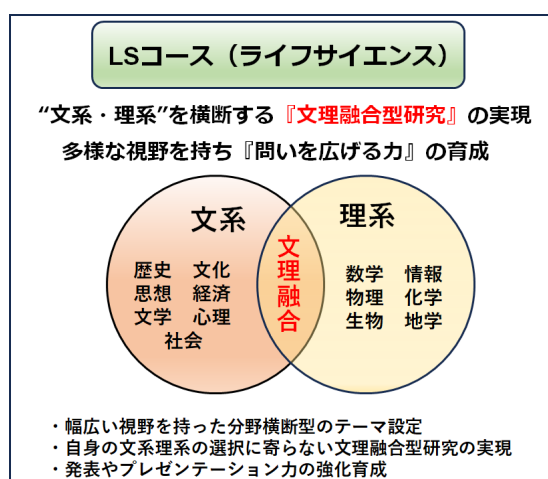 LSコース（ライフサイエンス）
“文系・理系”を横断する『文理融合型研究』の実現
多様な視野を持ち『問いを広げる力』の育成
文系
歴史 文化
思想 経済
文学 心理
社会
文理融合
理系
数学 情報
物理 化学
生物 地学
・幅広い視野を持った分野横断型のテーマ設定
・自身の文系理系の選択に寄らない文理融合型研究の実現
・発表やプレゼンテーション力の強化育成